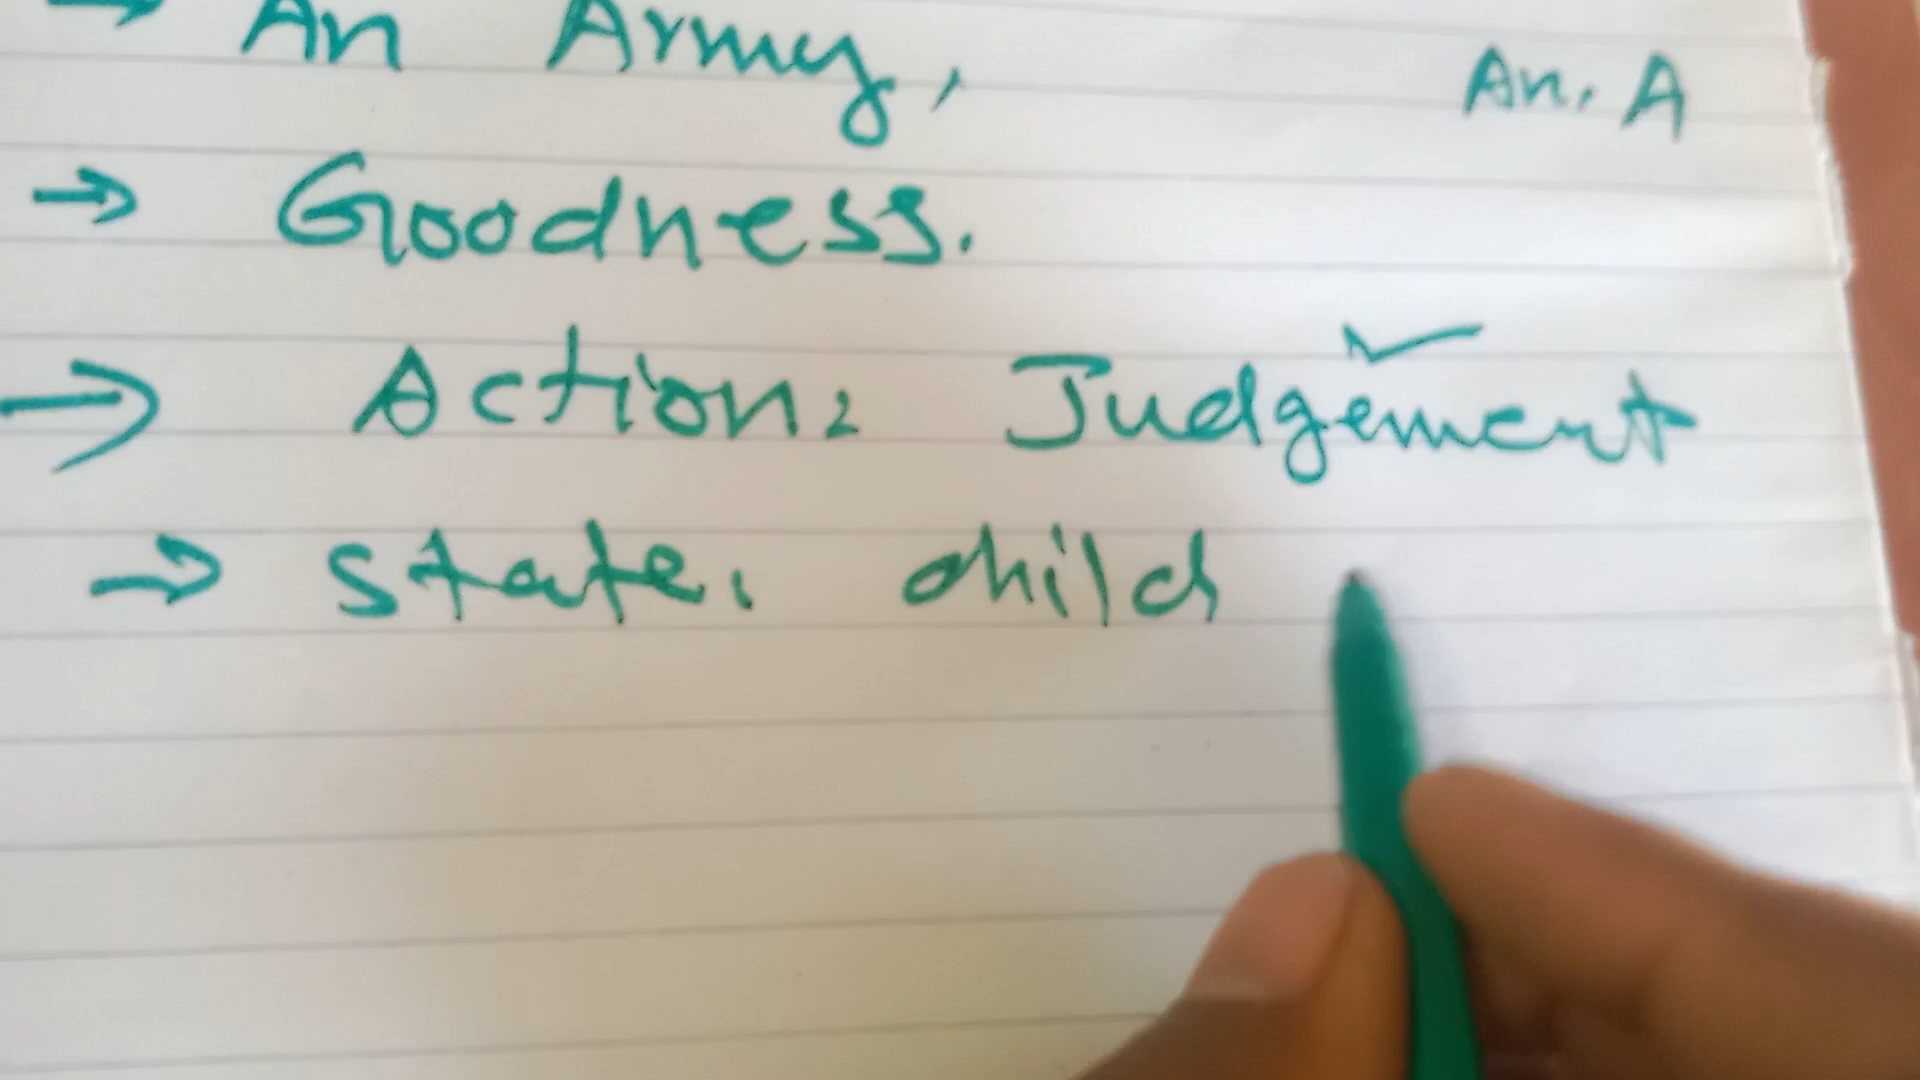 → An Army, An, A
→ Goodness.
→ Action: Judgement
→ State, child